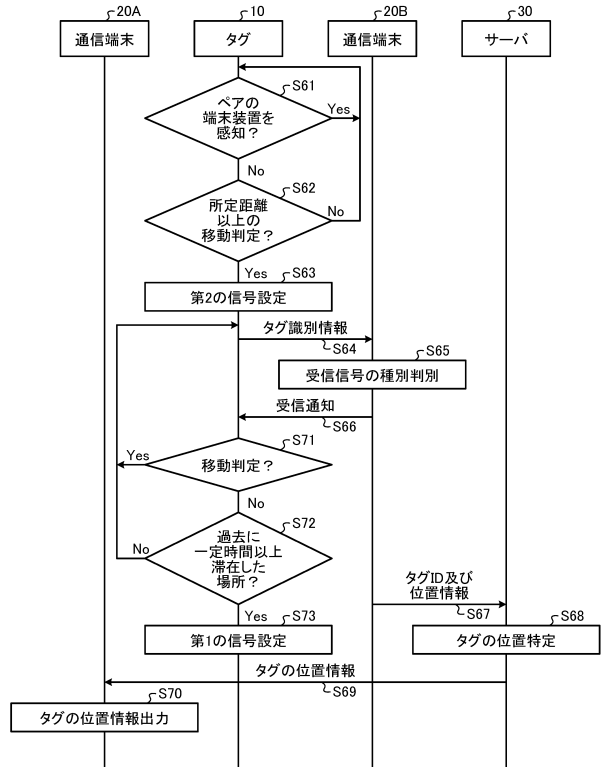 20A
10
20B
30
通信端末
タグ
通信端末
サーバ
S61
ペアの
端末装置を
感知？
Yes
No
S62
所定距離
以上の
移動判定？
No
Yes
S63
第2の信号設定
タグ識別情報
S64
S65
受信信号の種別判別
受信通知
S66
S71
移動判定？
Yes
No
S72
過去に
一定時間以上
滞在した
場所？
No
Yes
タグID及び
位置情報
S67
S73
第1の信号設定
S68
タグの位置特定
タグの位置情報
S69
S70
タグの位置情報出力